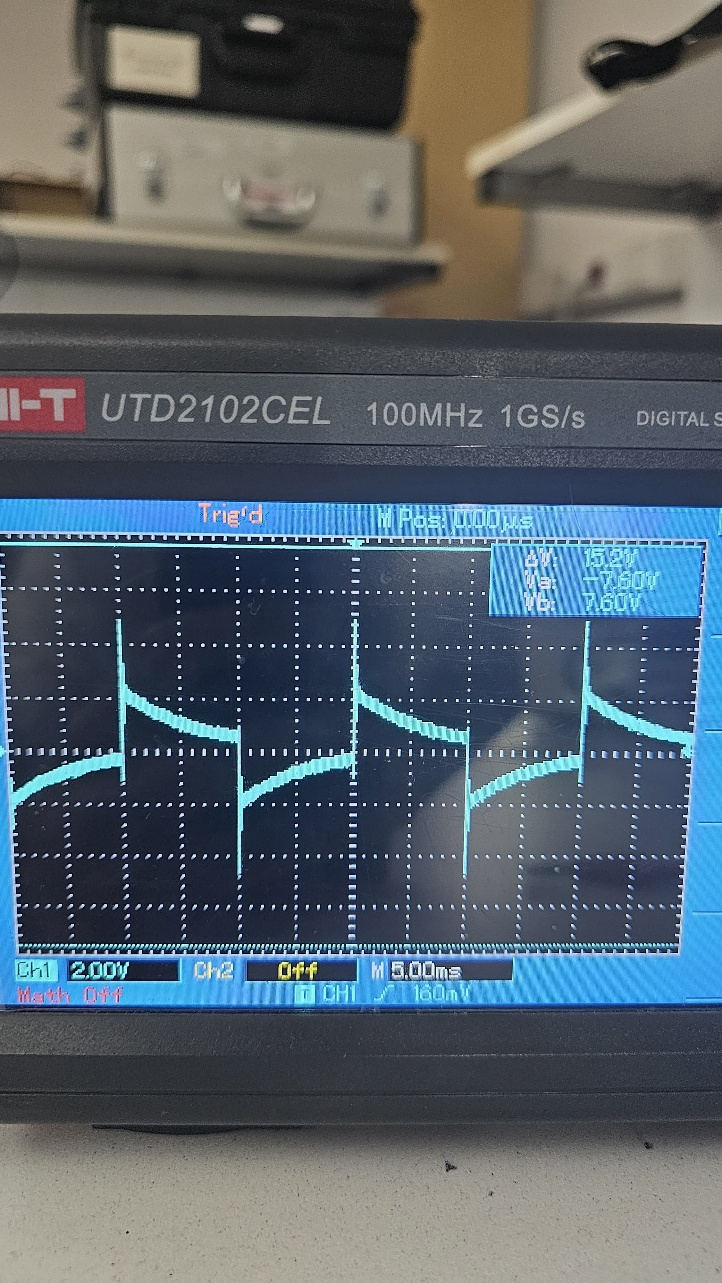 NI-T UTD2102CEL 100MHz 1GS/s DIGITAL S
Trig'd M Pos: 0.00µs
ΔV: 15.2V
Va: -7.60V
Vb: 7.60V
Ch1 2.00V Ch2 Off M 5.00ms
Math Off T CH1 160mV